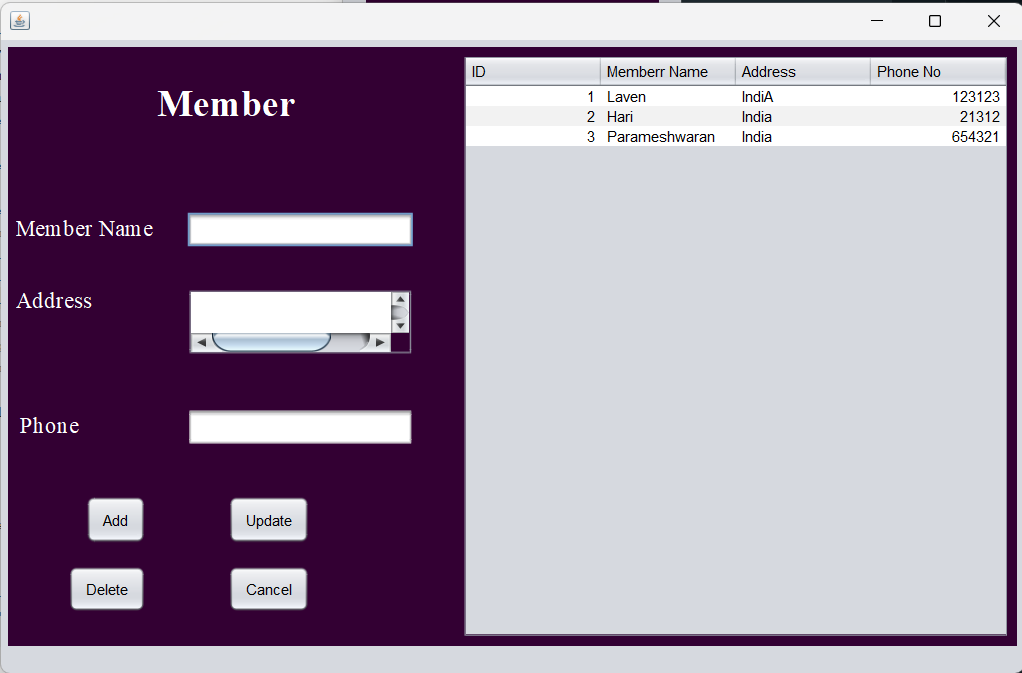 Member
Member Name
Address
Phone
Add Update
Delete Cancel
ID Memberr Name Address Phone No
1 Laven IndiA 123123
2 Hari India 21312
3 Parameshwaran India 654321